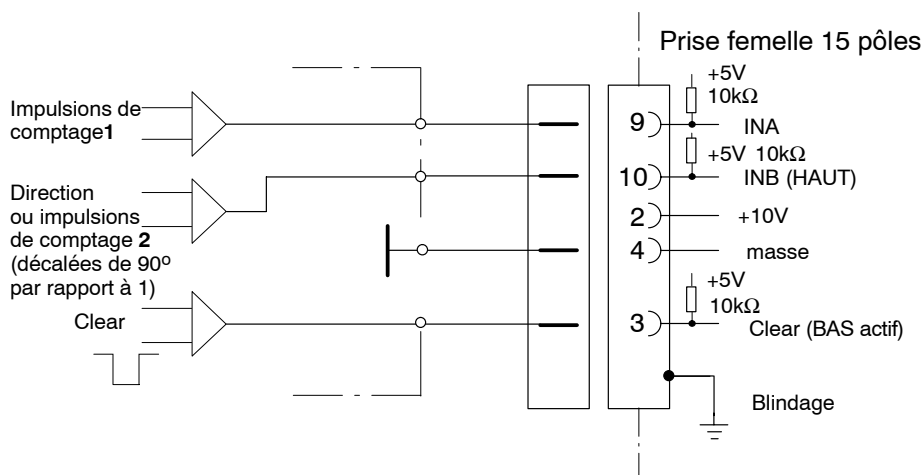 Prise femelle 15 pôles
Impulsions de
comptage1
Direction
ou impulsions
de comptage 2
(décalées de 90º
par rapport à 1)
Clear
+5V
10kΩ
9
INA
+5V 10kΩ
10
INB (HAUT)
2
+10V
4
masse
+5V
10kΩ
3
Clear (BAS actif)
Blindage